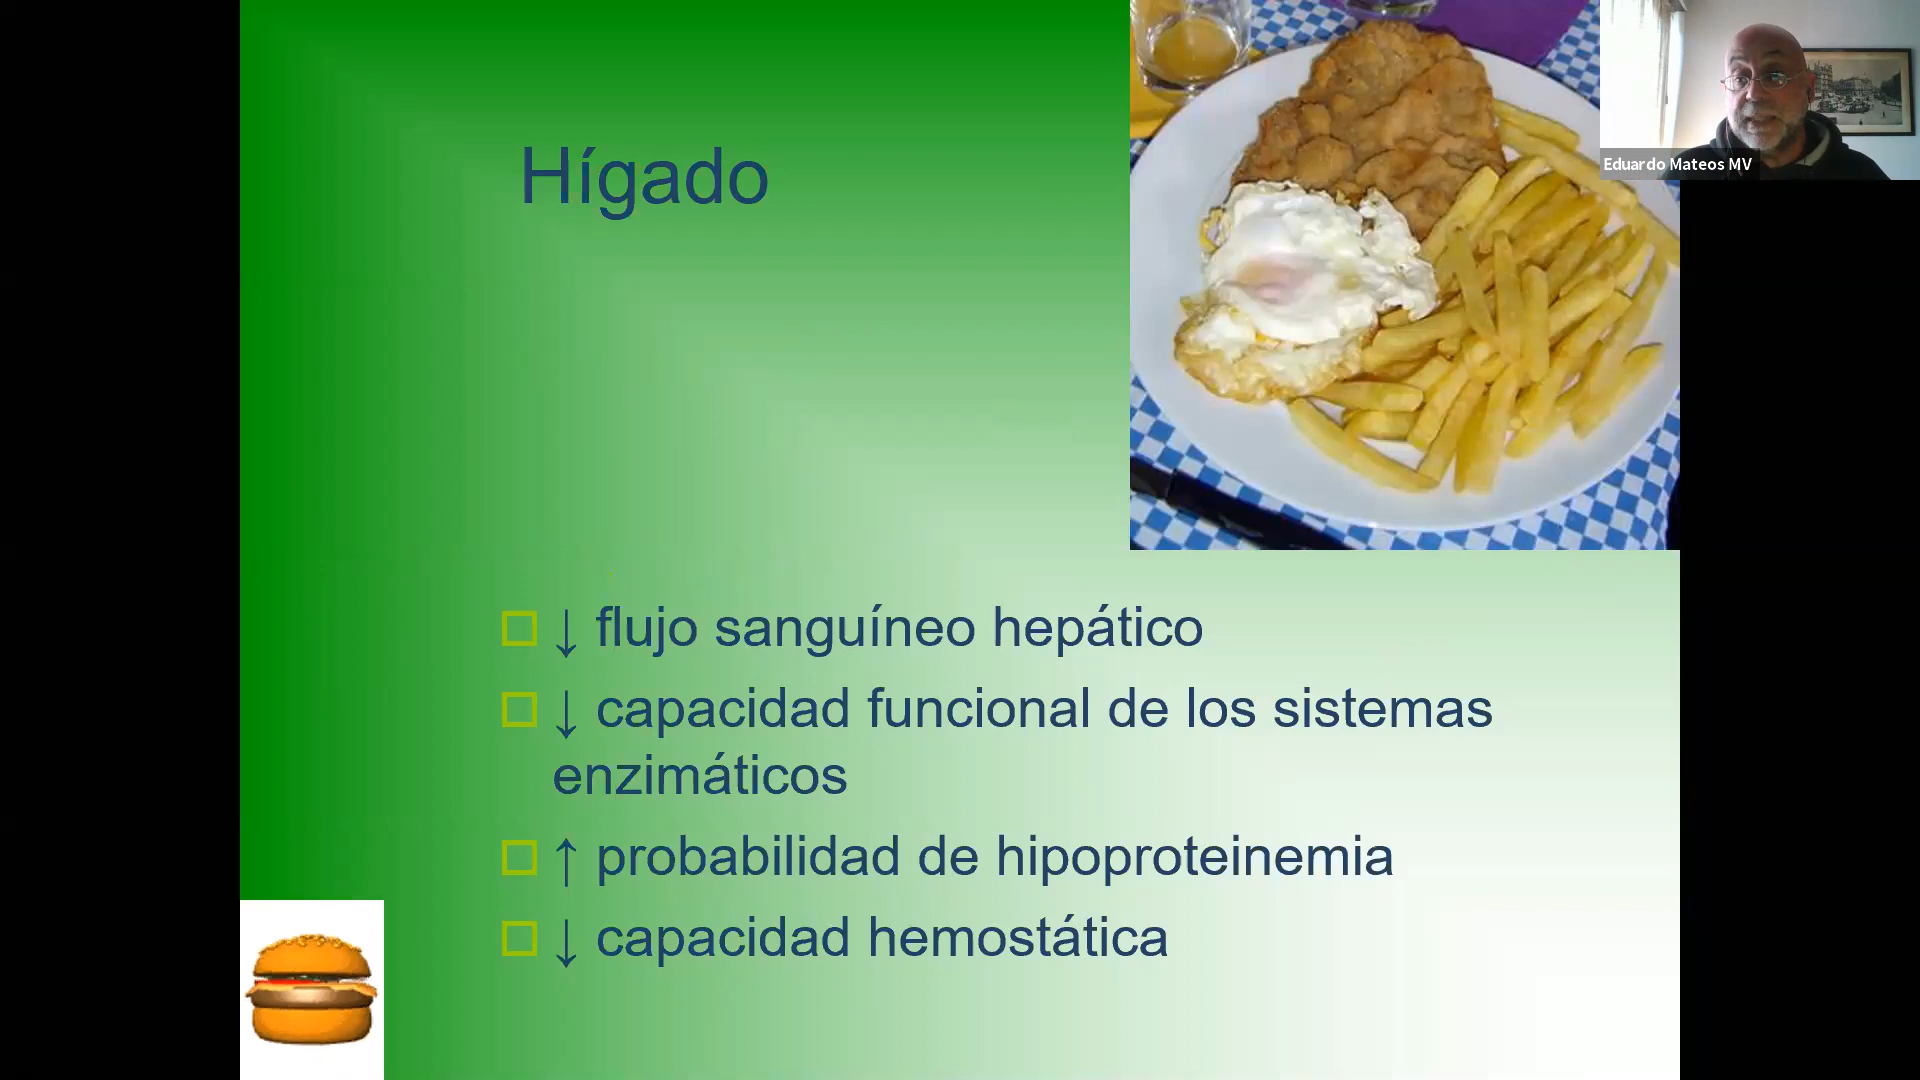 Hígado
Eduardo Mateos MV
↓ flujo sanguíneo hepático
↓ capacidad funcional de los sistemas
enzimáticos
↑ probabilidad de hipoproteinemia
↓ capacidad hemostática